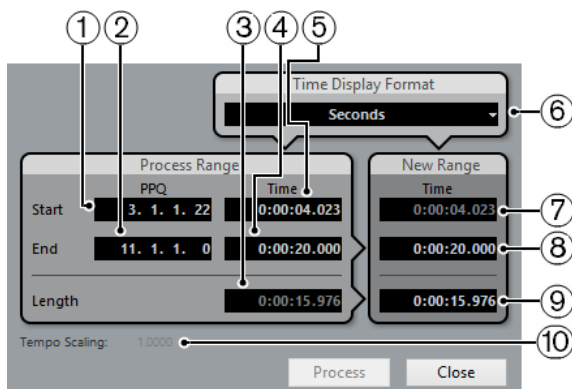 1 2 3 4 5
Time Display Format
Seconds
6
Process Range
New Range
PPQ Time Time
Start 3. 1. 1. 22 0:00:04.023 0:00:04.023 7
End 11. 1. 1. 0 0:00:20.000 0:00:20.000 8
Length 0:00:15.976 0:00:15.976 9
Tempo Scaling: 1.0000 10
Process Close